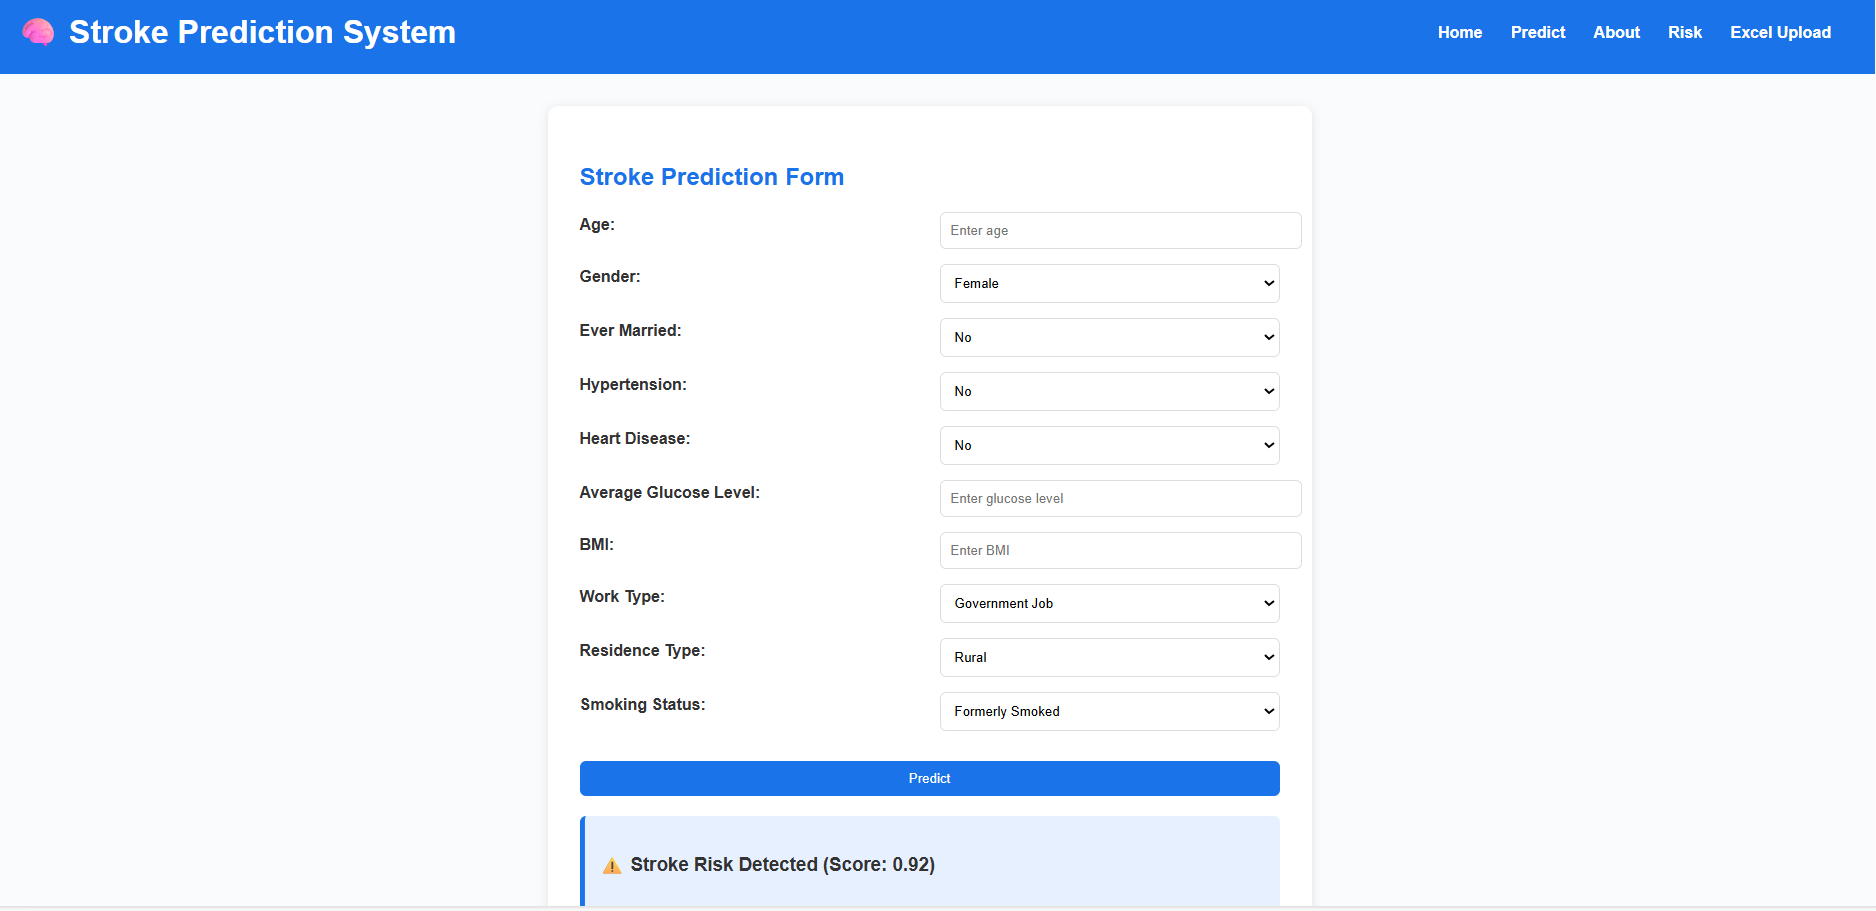 Stroke Prediction System
Home Predict About Risk Excel Upload
Stroke Prediction Form
Age: Enter age
Gender: Female
Ever Married: No
Hypertension: No
Heart Disease: No
Average Glucose Level: Enter glucose level
BMI: Enter BMI
Work Type: Government Job
Residence Type: Rural
Smoking Status: Formerly Smoked
Predict
Stroke Risk Detected (Score: 0.92)